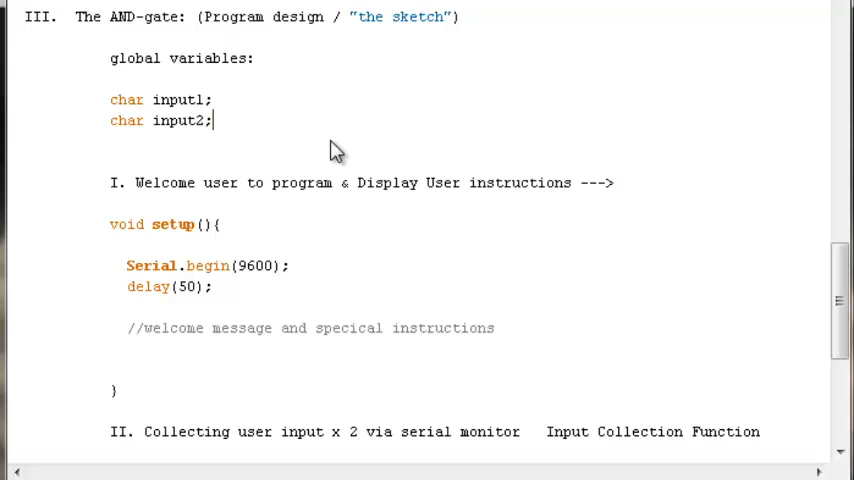 III. The AND-gate: (Program design / "the sketch")
global variables:
char input1;
char input2;
I. Welcome user to program & Display User instructions --->
void setup(){
Serial.begin(9600);
delay(50);
//welcome message and specical instructions
}
II. Collecting user input x 2 via serial monitor Input Collection Function